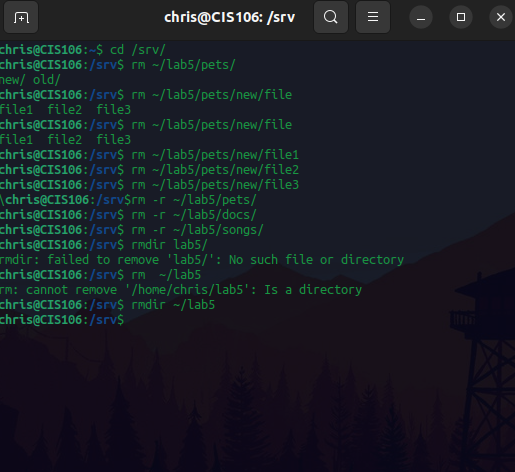 chris@CIS106: /srv
chris@CIS106:~$ cd /srv/
chris@CIS106:/srv$ rm ~/lab5/pets/
new/ old/
chris@CIS106:/srv$ rm ~/lab5/pets/new/file
file1  file2  file3
chris@CIS106:/srv$ rm ~/lab5/pets/new/file
file1  file2  file3
chris@CIS106:/srv$ rm ~/lab5/pets/new/file1
chris@CIS106:/srv$ rm ~/lab5/pets/new/file2
chris@CIS106:/srv$ rm ~/lab5/pets/new/file3
\chris@CIS106:/srv$rm -r ~/lab5/pets/
chris@CIS106:/srv$ rm -r ~/lab5/docs/
chris@CIS106:/srv$ rm -r ~/lab5/songs/
chris@CIS106:/srv$ rmdir lab5/
rmdir: failed to remove 'lab5/': No such file or directory
chris@CIS106:/srv$ rm  ~/lab5
rm: cannot remove '/home/chris/lab5': Is a directory
chris@CIS106:/srv$ rmdir ~/lab5
chris@CIS106:/srv$